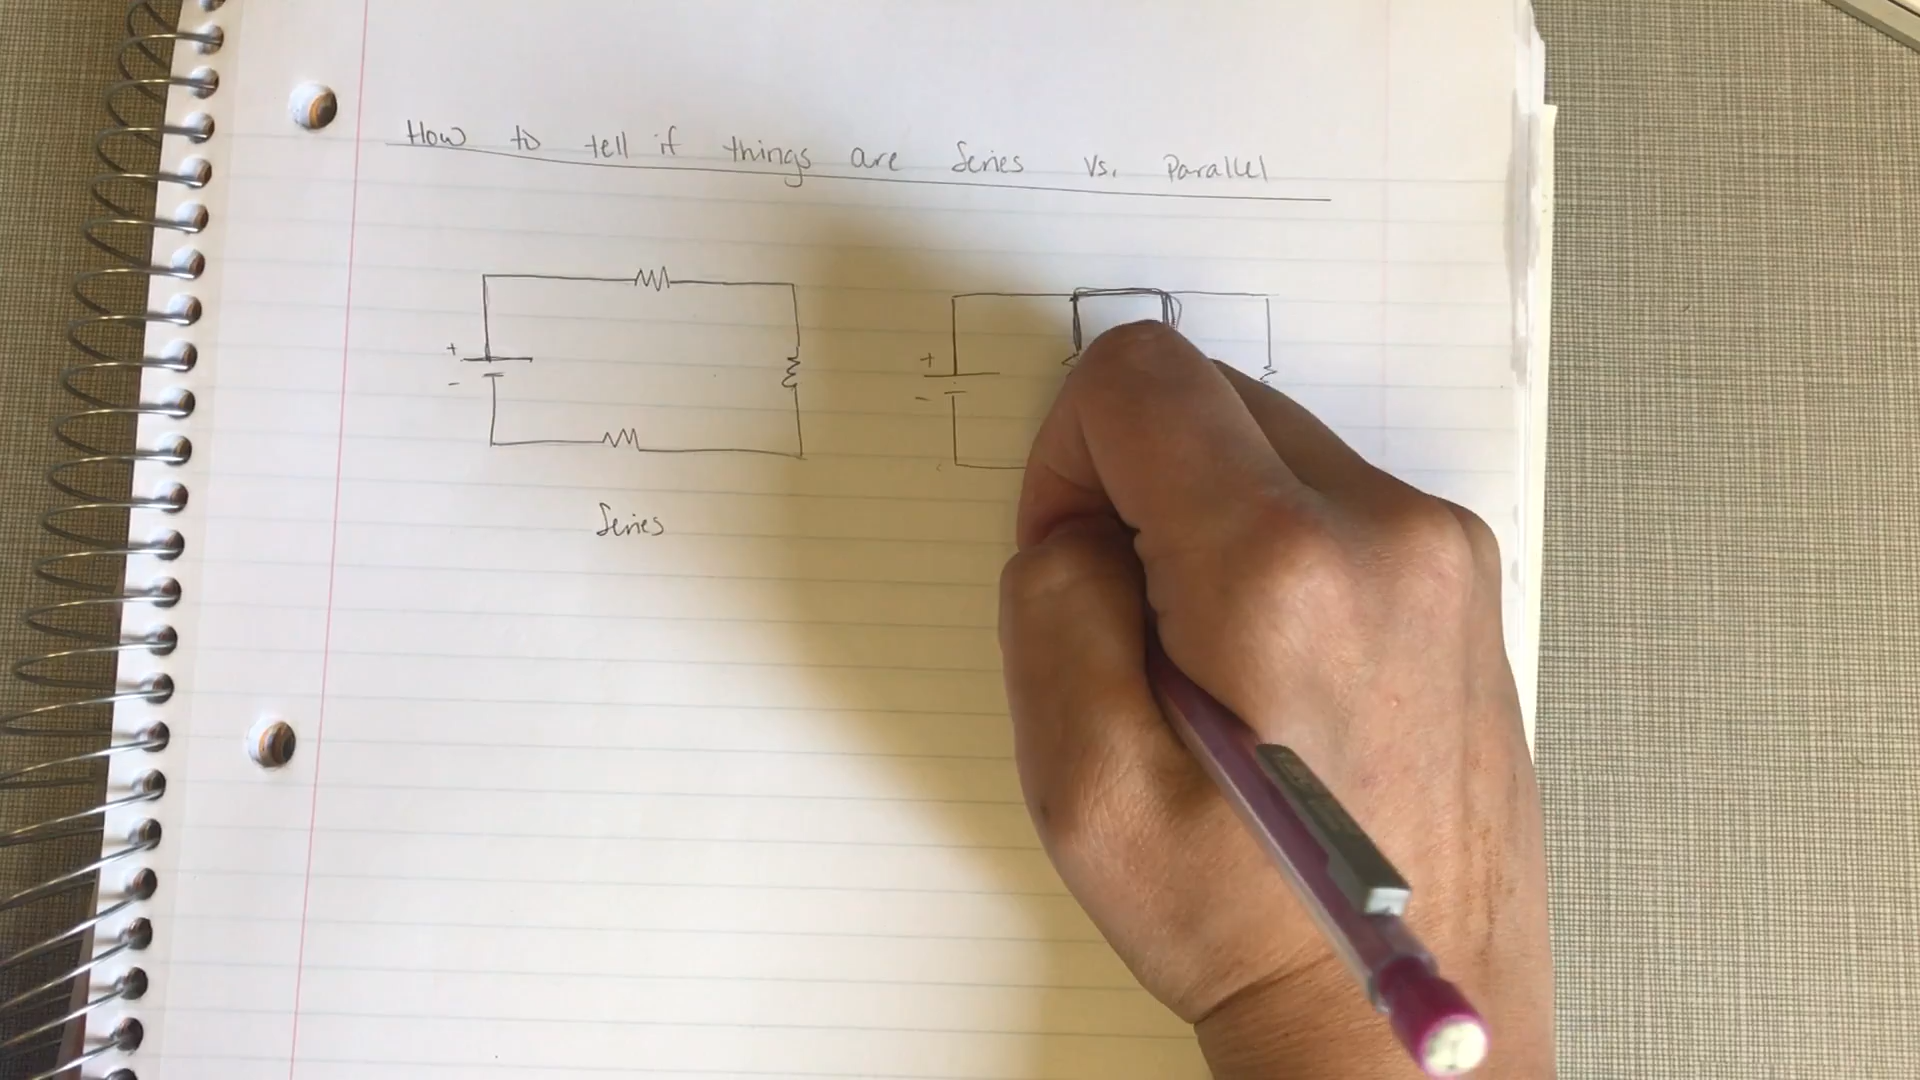 How to tell if things are Series Vs. Parallel
+
-
+
-
Series